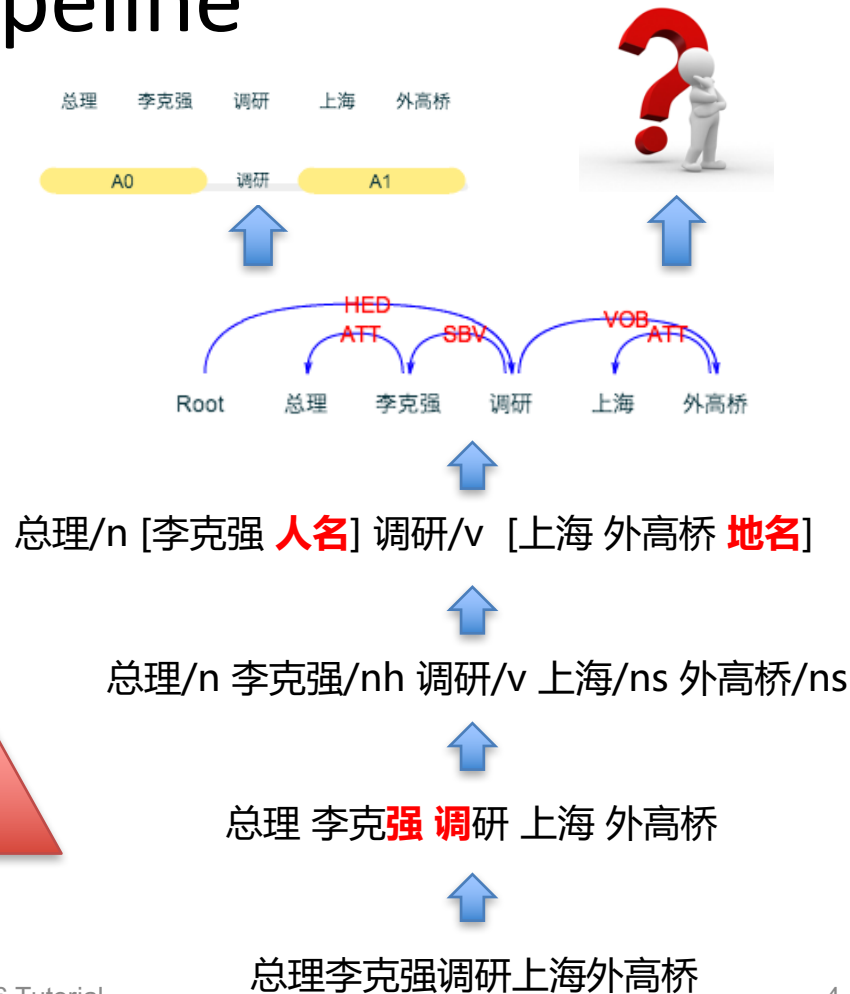 peline
总理 李克强 调研 上海 外高桥
A0 调研 A1
HED
ATT SBV VOB ATT
Root 总理 李克强 调研 上海 外高桥
总理/n [李克强 人名] 调研/v [上海 外高桥 地名]
总理/n 李克强/nh 调研/v 上海/ns 外高桥/ns
总理 李克强 调研 上海 外高桥
总理李克强调研上海外高桥
Tutorial